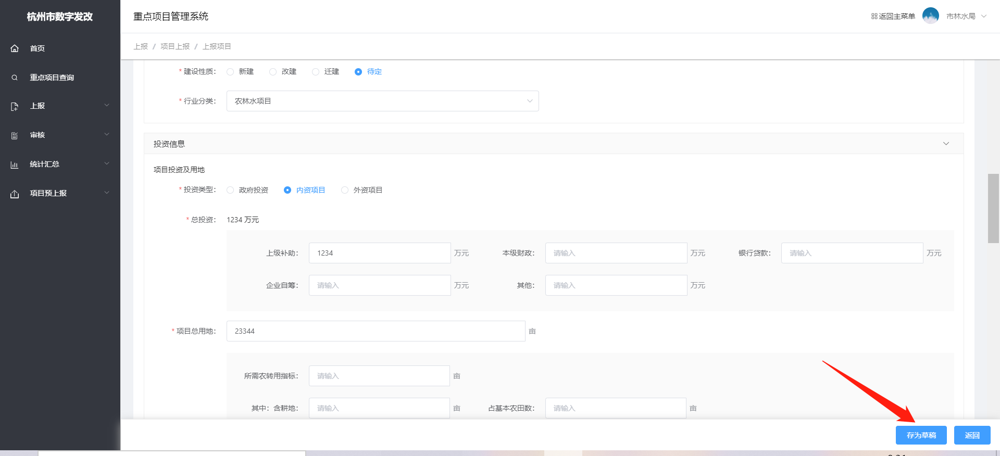 杭州市数字发改
首页
重点项目查询
上报
审核
统计汇总
项目预上报
重点项目管理系统
返回主菜单 市林水局
上报 / 项目上报 / 上报项目
* 建设性质： 新建 改建 迁建 待定
* 行业分类： 农林水项目
投资信息
项目投资及用地
* 投资类型： 政府投资 内资项目 外资项目
* 总投资： 1234 万元
上级补助： 1234 万元 本级财政： 请输入 万元 银行贷款： 请输入 万元
企业自筹： 请输入 万元 其他： 请输入 万元
* 项目总用地： 23344 亩
所需农转用指标： 请输入 亩
其中：含耕地： 请输入 亩 占基本农田数： 请输入 亩
存为草稿 返回